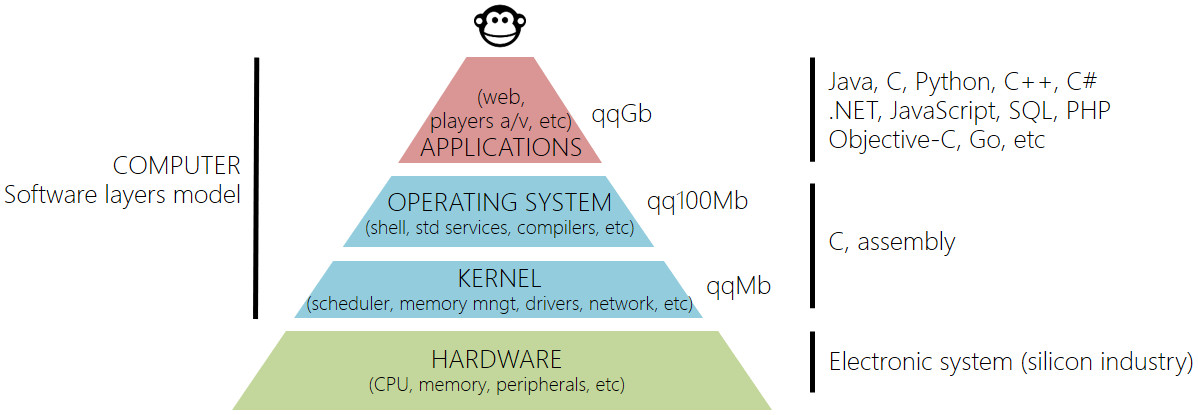 (web,
players a/v, etc)
APPLICATIONS
qqGb
Java, C, Python, C++, C#
.NET, JavaScript, SQL, PHP
Objective-C, Go, etc
COMPUTER
Software layers model
OPERATING SYSTEM
(shell, std services, compilers, etc)
qq100Mb
C, assembly
KERNEL
(scheduler, memory mngt, drivers, network, etc)
qqMb
HARDWARE
(CPU, memory, peripherals, etc)
Electronic system (silicon industry)